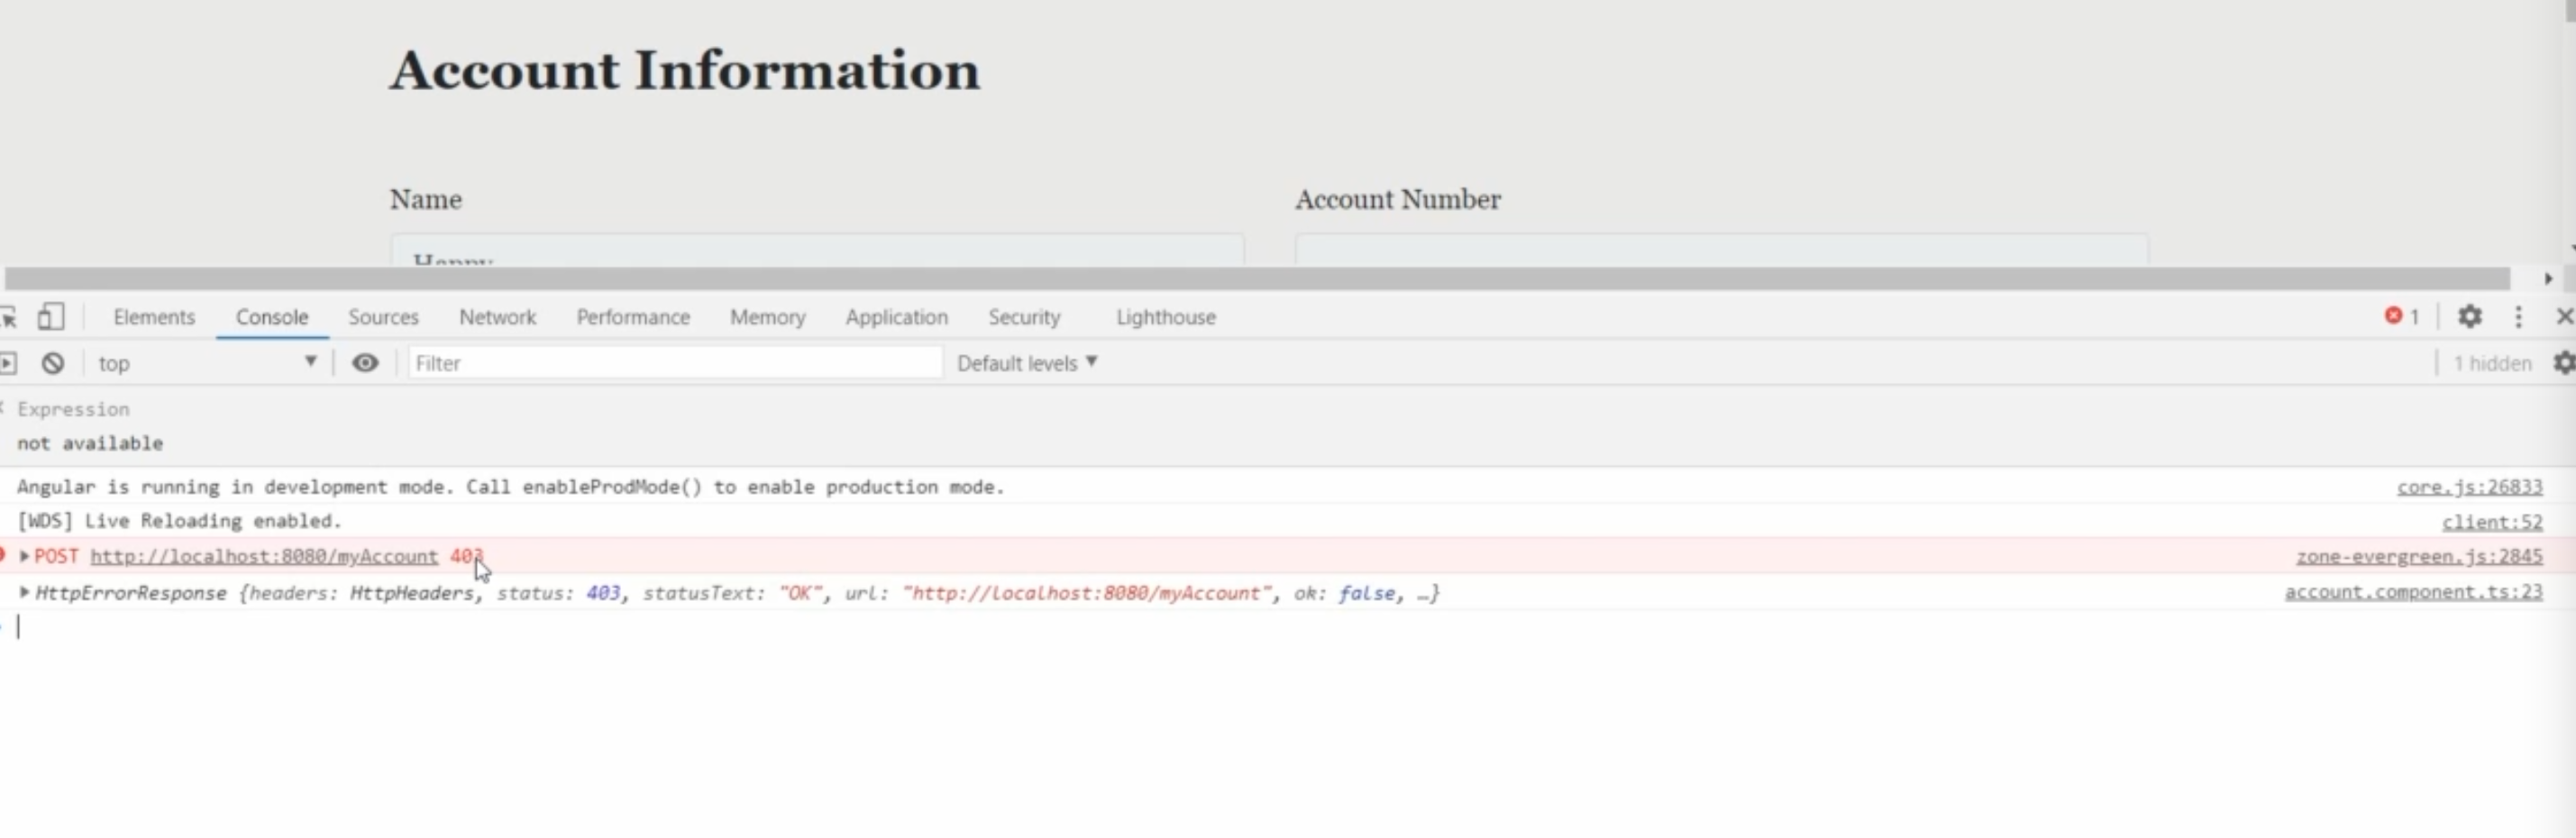 Account Information
Name Account Number
Happy
Elements Console Sources Network Performance Memory Application Security Lighthouse 1
top Filter Default levels 1 hidden
Expression
not available
Angular is running in development mode. Call enableProdMode() to enable production mode. core.js:26833
[WDS] Live Reloading enabled. client:52
POST http://localhost:8080/myAccount 403 zone-evergreen.js:2845
HttpErrorResponse {headers: HttpHeaders, status: 403, statusText: "OK", url: "http://localhost:8080/myAccount", ok: false, …} account.component.ts:23